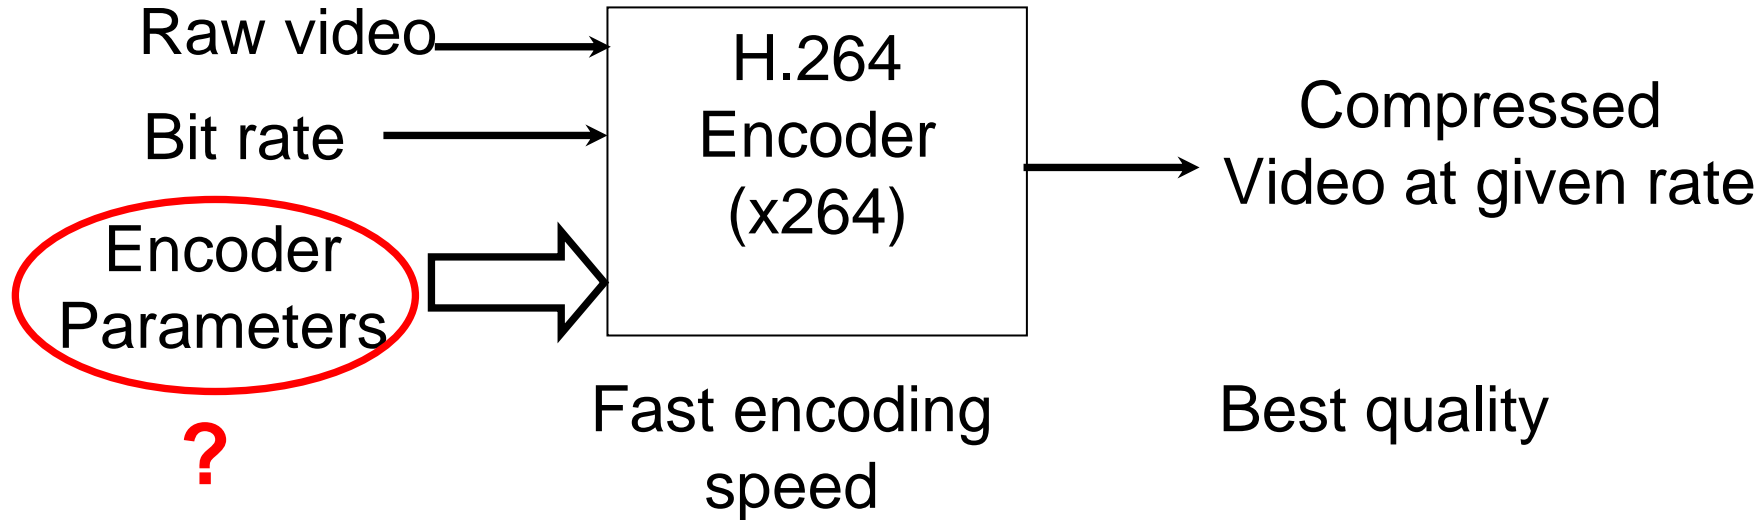 Raw video
Bit rate
Encoder
Parameters
?
H.264
Encoder
(x264)
Fast encoding
speed
Compressed
Video at given rate
Best quality